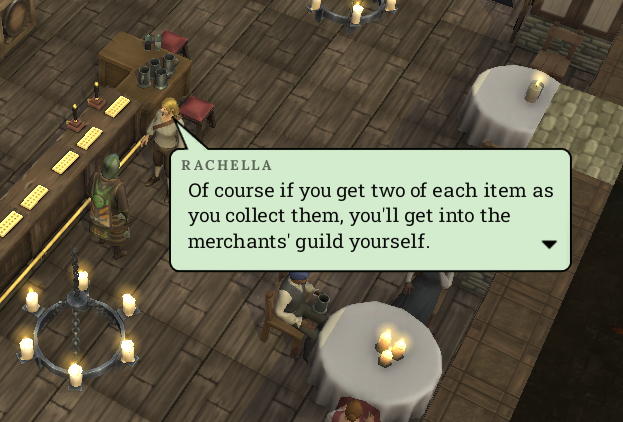 RACHELLA
Of course if you get two of each item as
you collect them, you'll get into the
merchants' guild yourself.